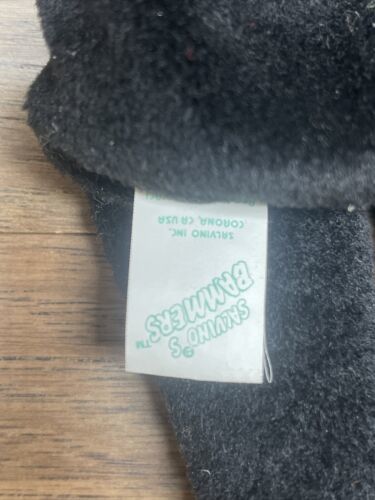 SALVINO'S
BAMMERS™
SALVINO INC.
CORONA, CA USA